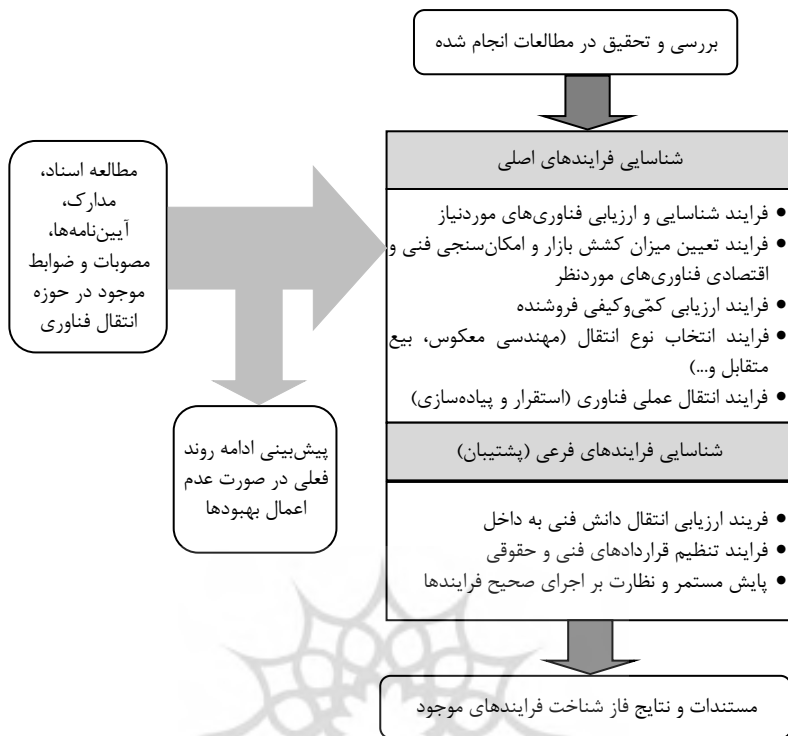 بررسی و تحقیق در مطالعات انجام شده
شناسایی فرایندهای اصلی
• فرایند شناسایی و ارزیابی فناوری‌های موردنیاز
• فرایند تعیین میزان کشش بازار و امکان‌سنجی فنی و
اقتصادی فناوری‌های موردنظر
• فرایند ارزیابی کمّی‌وکیفی فروشنده
• فرایند انتخاب نوع انتقال (مهندسی معکوس، بیع
متقابل و...)
• فرایند انتقال عملی فناوری (استقرار و پیاده‌سازی)
شناسایی فرایندهای فرعی (پشتیبان)
• فریند ارزیابی انتقال دانش فنی به داخل
• فرایند تنظیم قراردادهای فنی و حقوقی
• پایش مستمر و نظارت بر اجرای صحیح فرایندها
مستندات و نتایج فاز شناخت فرایندهای موجود
مطالعه اسناد،
مدارک،
آیین‌نامه‌ها،
مصوبات و ضوابط
موجود در حوزه
انتقال فناوری
پیش‌بینی ادامه روند
فعلی در صورت عدم
اعمال بهبودها